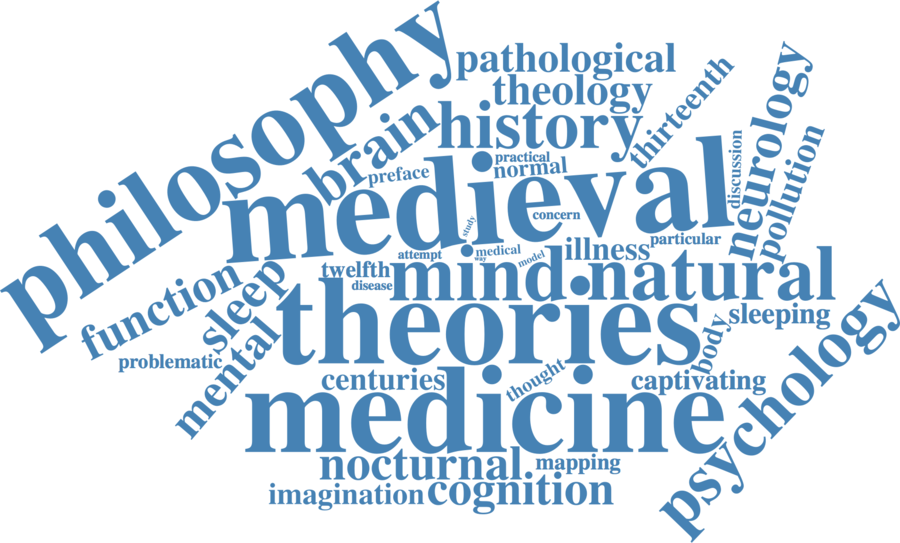 philosophy
pathological
theology
history
thirteenth
neurology
brain
practical
normal
preface
medieval
discussion
pollution
concern
study
particular
attempt
medical
way
model
illness
function
sleep
twelfth
disease
mind
natural
theories
sleeping
body
problematic
mental
centuries
thought
captivating
psychology
medicine
nocturnal
mapping
imagination
cognition